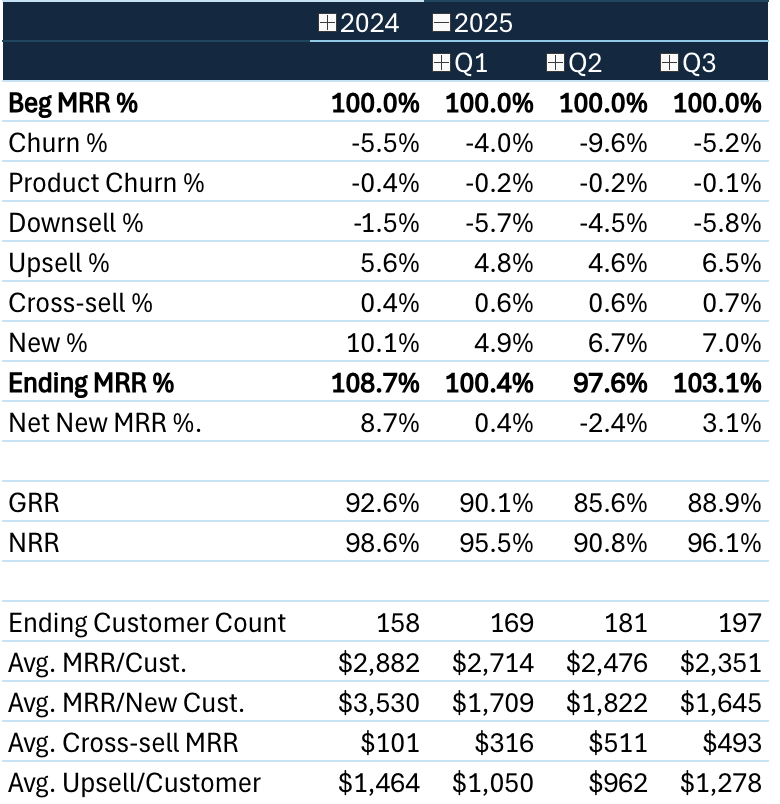 2024 2025
Q1 Q2 Q3
Beg MRR % 100.0% 100.0% 100.0% 100.0%
Churn % -5.5% -4.0% -9.6% -5.2%
Product Churn % -0.4% -0.2% -0.2% -0.1%
Downsell % -1.5% -5.7% -4.5% -5.8%
Upsell % 5.6% 4.8% 4.6% 6.5%
Cross-sell % 0.4% 0.6% 0.6% 0.7%
New % 10.1% 4.9% 6.7% 7.0%
Ending MRR % 108.7% 100.4% 97.6% 103.1%
Net New MRR %. 8.7% 0.4% -2.4% 3.1%
GRR 92.6% 90.1% 85.6% 88.9%
NRR 98.6% 95.5% 90.8% 96.1%
Ending Customer Count 158 169 181 197
Avg. MRR/Cust. $2,882 $2,714 $2,476 $2,351
Avg. MRR/New Cust. $3,530 $1,709 $1,822 $1,645
Avg. Cross-sell MRR $101 $316 $511 $493
Avg. Upsell/Customer $1,464 $1,050 $962 $1,278